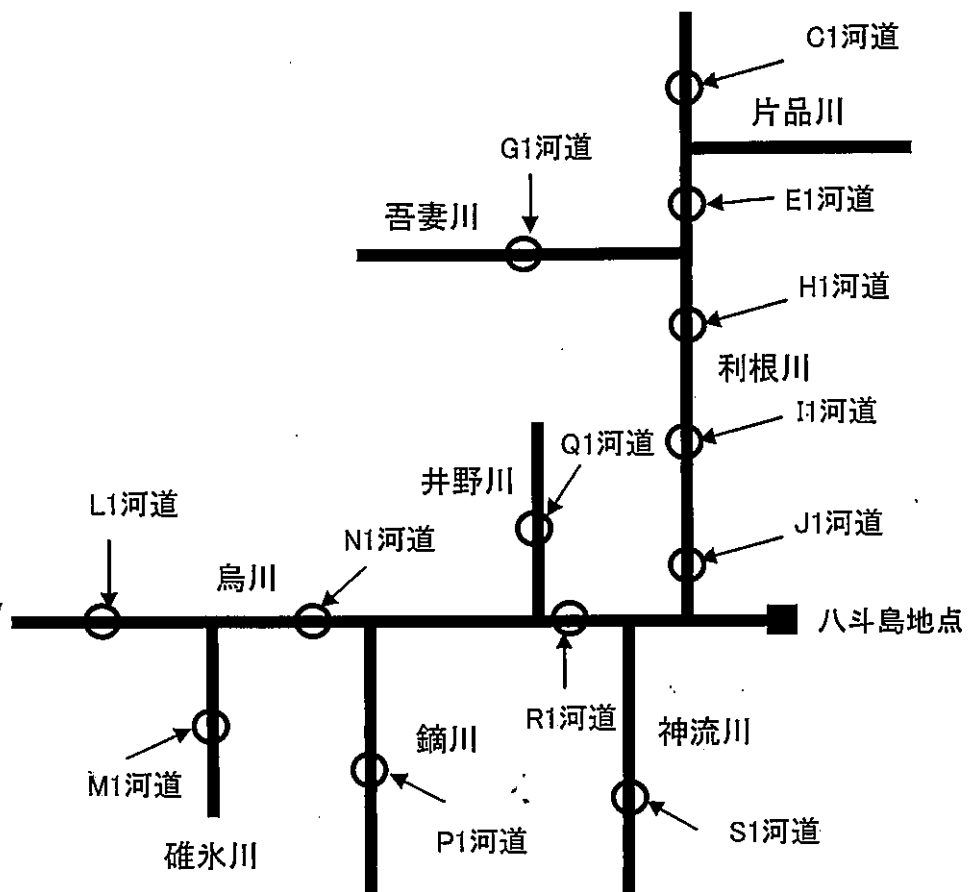 C1河道
片品川
G1河道
E1河道
吾妻川
H1河道
利根川
I1河道
Q1河道
井野川
L1河道
N1河道
J1河道
烏川
八斗島地点
R1河道
神流川
鏑川
M1河道
P1河道
S1河道
碓氷川